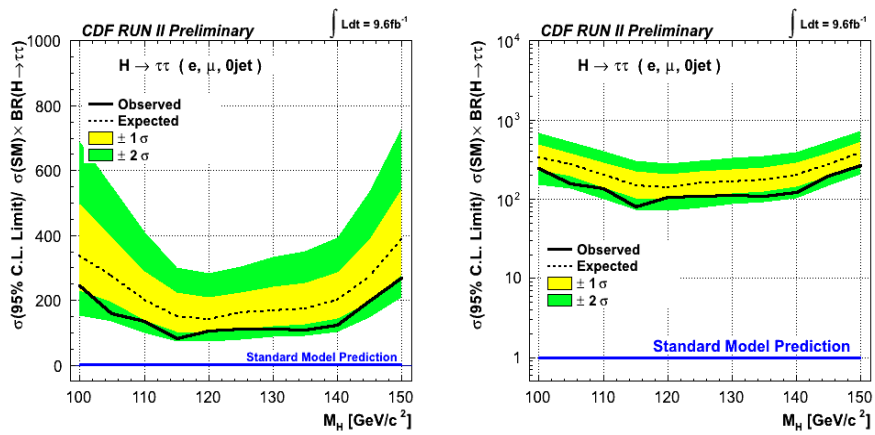 CDF RUN II Preliminary
∫ Ldt = 9.6fb⁻¹
H → ττ ( e, μ, 0jet )
Observed
Expected
± 1 σ
± 2 σ
Standard Model Prediction
σ(95% C.L. Limit)/ σ(SM)× BR(H→ττ)
1000
800
600
400
200
0
100 110 120 130 140 150
M_H [GeV/c²]
CDF RUN II Preliminary
∫ Ldt = 9.6fb⁻¹
H → ττ ( e, μ, 0jet )
Observed
Expected
± 1 σ
± 2 σ
Standard Model Prediction
σ(95% C.L. Limit)/ σ(SM)× BR(H→ττ)
10⁴
10³
10²
10
1
100 110 120 130 140 150
M_H [GeV/c²]